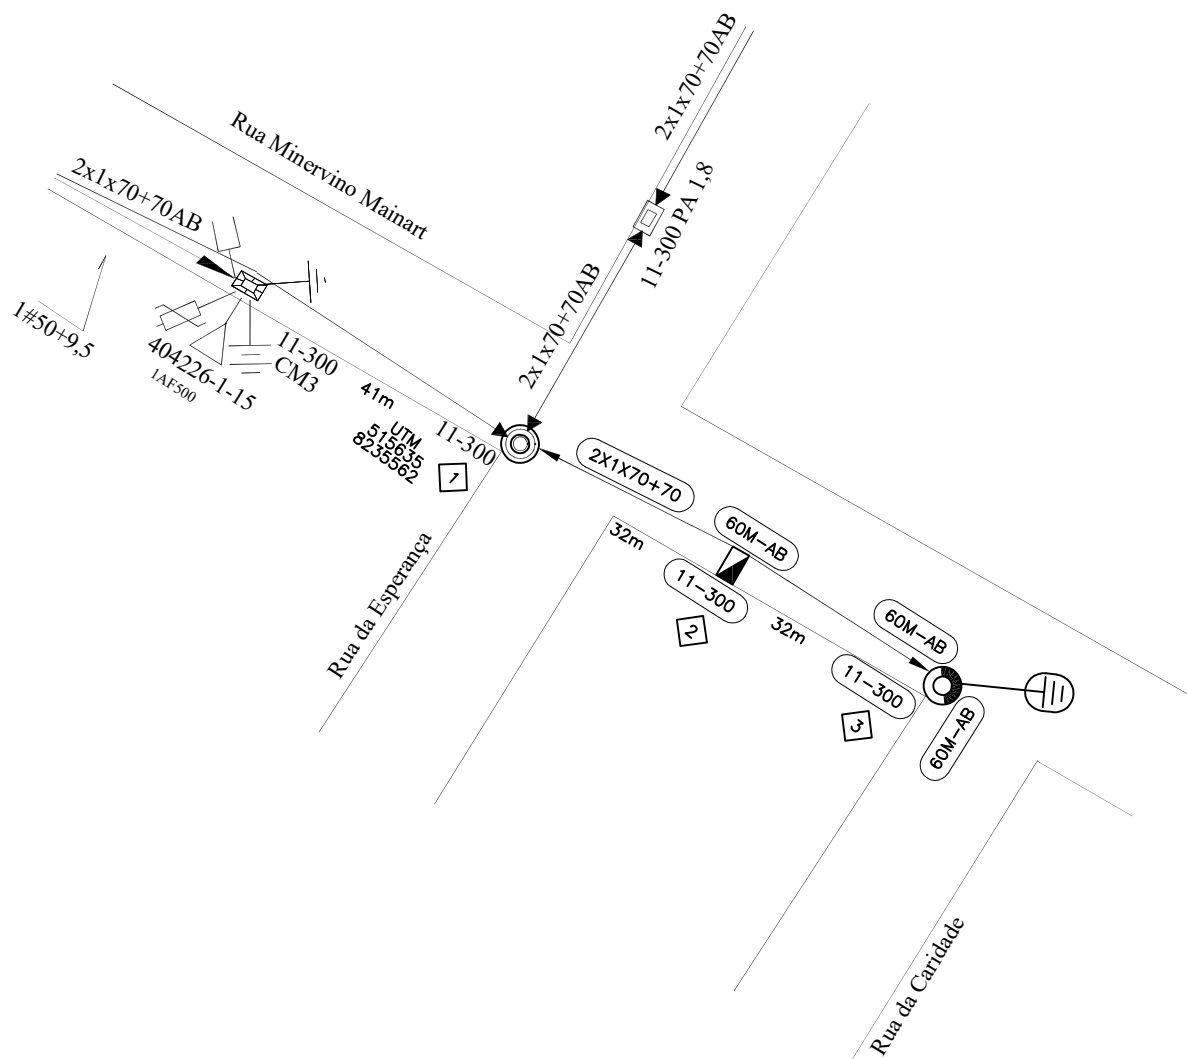 2x1x70+70AB
Rua Minervino Mainart
2x1x70+70AB
11-300 PA 1,8
2x1x70+70AB
1#50+9,5
404226-1-15
1AF500
11-300
CM3
41m
UTM
515635
8235562
11-300
1
2X1X70+70
60M-AB
32m
11-300
2
32m
60M-AB
11-300
3
60M-AB
Rua da Esperança
Rua da Caridade